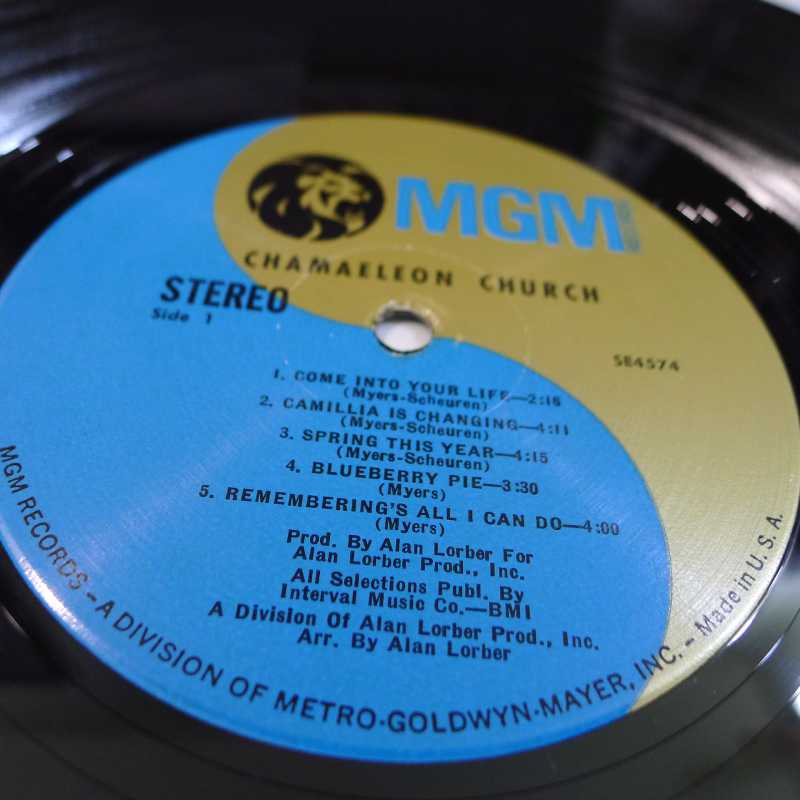 MGM
CHAMAELEON CHURCH
STEREO
Side 1
SE4574
1. COME INTO YOUR LIFE—2:18
(Myers-Scheuren)
2. CAMILLIA IS CHANGING—4:11
(Myers-Scheuren)
3. SPRING THIS YEAR—4:15
(Myers-Scheuren)
4. BLUEBERRY PIE—3:30
(Myers)
5. REMEMBERING'S ALL I CAN DO—4:00
(Myers)
Prod. By Alan Lorber For
Alan Lorber Prod., Inc.
All Selections Publ. By
Interval Music Co.—BMI
A Division Of Alan Lorber Prod., Inc.
Arr. By Alan Lorber
MGM RECORDS – A DIVISION OF METRO-GOLDWYN-MAYER, INC. – Made in U.S.A.